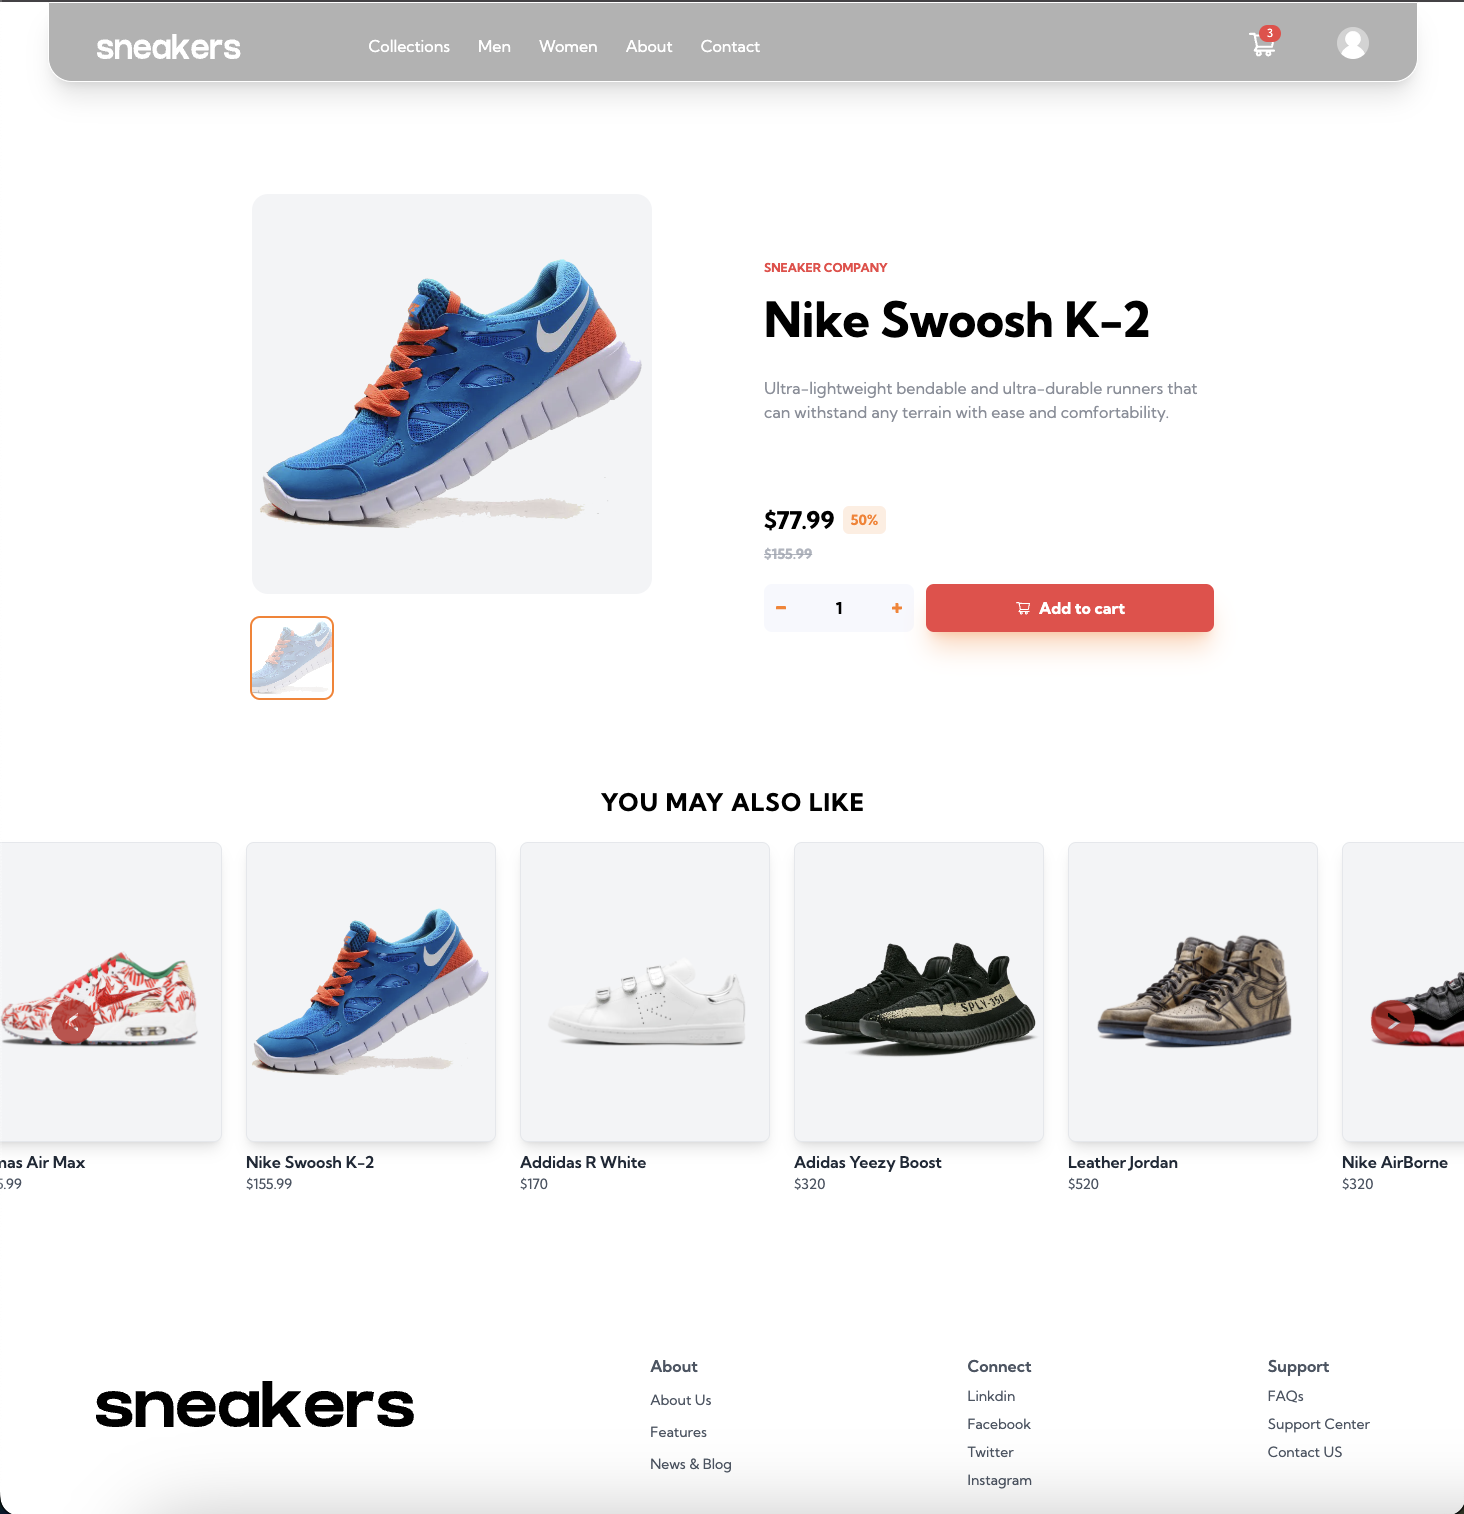 sneakers
Collections Men Women About Contact
3
SNEAKER COMPANY
Nike Swoosh K-2
Ultra-lightweight bendable and ultra-durable runners that
can withstand any terrain with ease and comfortability.
$77.99 50%
$155.99
- 1 + Add to cart
YOU MAY ALSO LIKE
SPLY-350
Nike Swoosh K-2
$155.99
Addidas R White
$170
Adidas Yeezy Boost
$320
Leather Jordan
$520
Nike AirBorne
$320
Air Max
sneakers
About
About Us
Features
News & Blog
Connect
Linkdin
Facebook
Twitter
Instagram
Support
FAQs
Support Center
Contact US